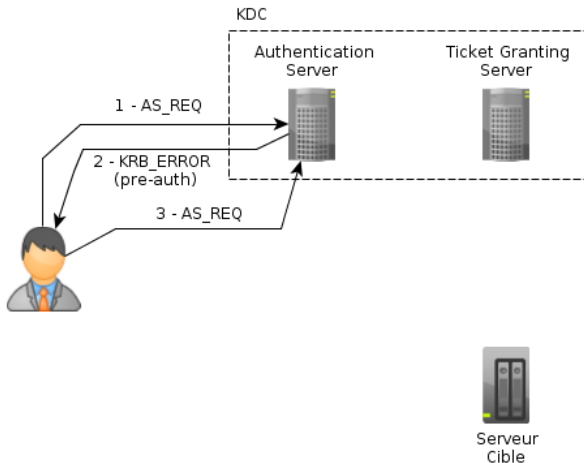 KDC
Authentication
Server
Ticket Granting
Server
1 - AS_REQ
2 - KRB_ERROR
(pre-auth)
3 - AS_REQ
Serveur
Cible